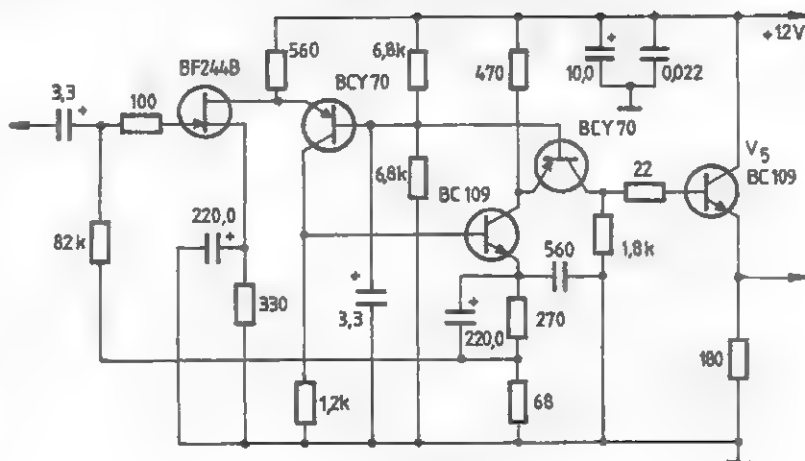 560
6,8k
470
+
10,0
0,022
+12V
BF244B
BCY70
3,3
+
100
BCY70
6,8k
BC109
22
V5
BC109
82k
220,0
+
330
+
3,3
560
1,8k
+
220,0
270
1,2k
68
180